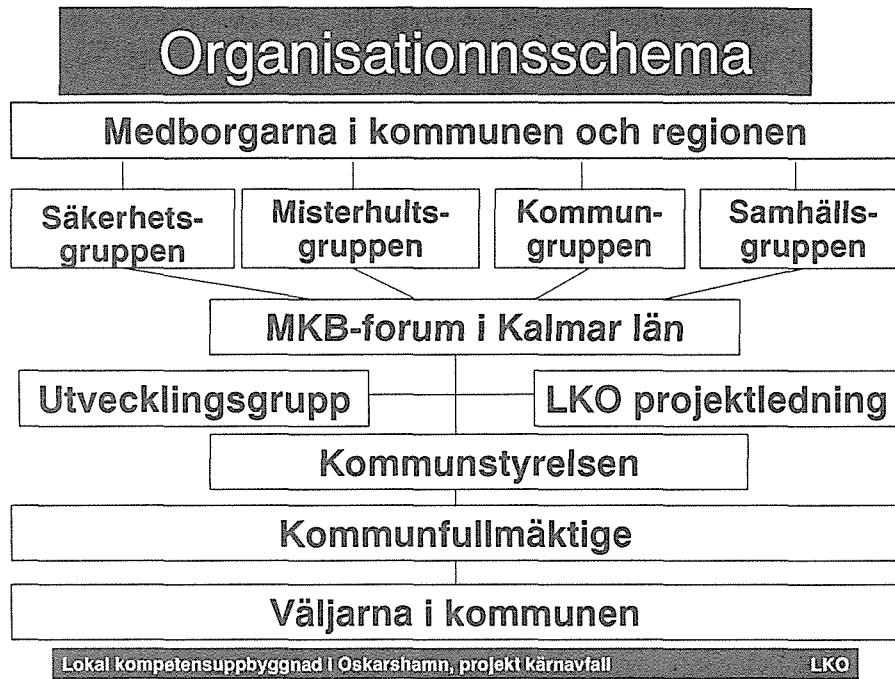 Organisationnsschema
Medborgarna i kommunen och regionen
Säkerhets-
gruppen
Misterhults-
gruppen
Kommun-
gruppen
Samhälls-
gruppen
MKB-forum i Kalmar län
Utvecklingsgrupp
LKO projektledning
Kommunstyrelsen
Kommunfullmäktige
Väljarna i kommunen
Lokal kompetensuppbyggnad i Oskarshamn, projekt kärnavfall LKO